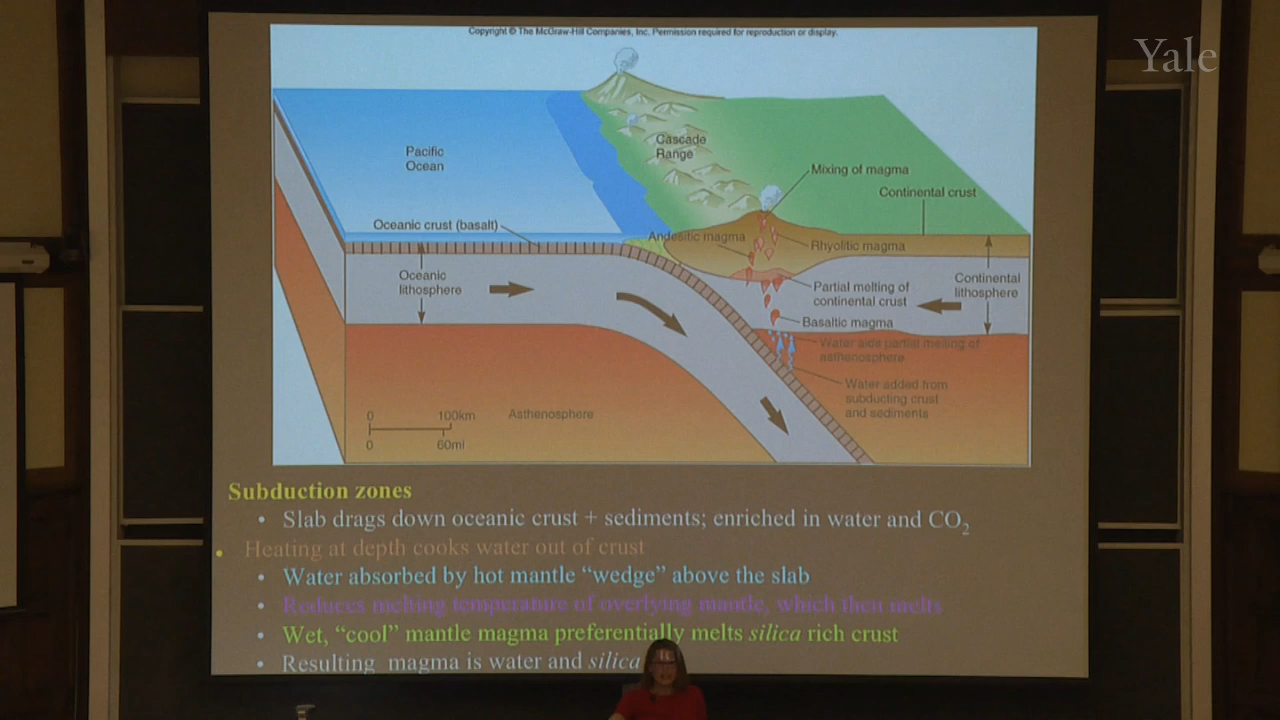 Copyright © The McGraw-Hill Companies, Inc. Permission required for reproduction or display.
Yale
Pacific
Ocean
Cascade
Range
Mixing of magma
Continental crust
Oceanic crust (basalt)
Andesitic magma
Rhyolitic magma
Oceanic
lithosphere
Partial melting of
continental crust
Continental
lithosphere
Basaltic magma
Water aids partial melting of
asthenosphere
Water added from
subducting crust
and sediments
0 100km
Asthenosphere
0 60mi
Subduction zones
• Slab drags down oceanic crust + sediments; enriched in water and CO2
• Heating at depth cooks water out of crust
• Water absorbed by hot mantle “wedge” above the slab
• Reduces melting temperature of overlying mantle, which then melts
• Wet, “cool” mantle magma preferentially melts silica rich crust
• Resulting magma is water and silica